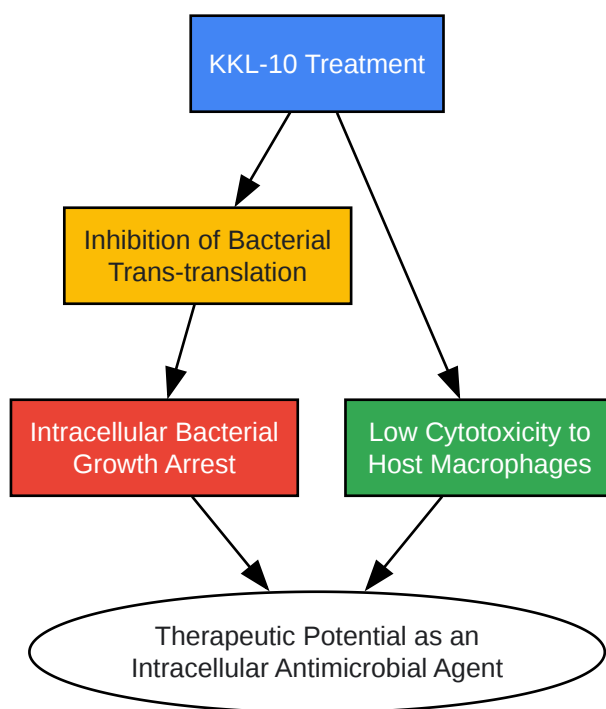 KKL-10 Treatment
Inhibition of Bacterial
Trans-translation
Intracellular Bacterial
Growth Arrest
Low Cytotoxicity to
Host Macrophages
Therapeutic Potential as an
Intracellular Antimicrobial Agent